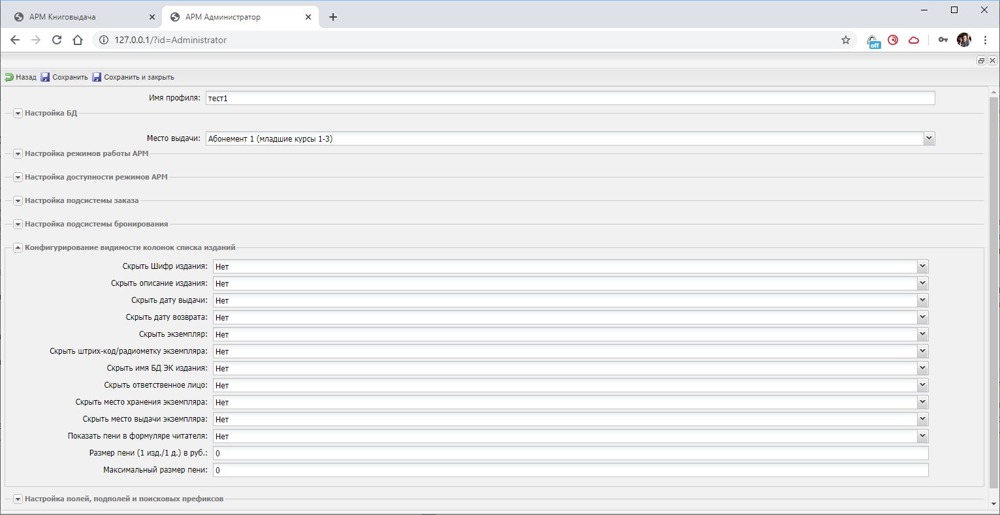 АРМ Книговыдача
АРМ Администратор
127.0.0.1/?id=Administrator
off
Назад Сохранить Сохранить и закрыть
Имя профиля: тест1
Настройка БД
Место выдачи: Абонемент 1 (младшие курсы 1-3)
Настройка режимов работы АРМ
Настройка доступности режимов АРМ
Настройка подсистемы заказа
Настройка подсистемы бронирования
Конфигурирование видимости колонок списка изданий
Скрыть Шифр издания: Нет
Скрыть описание издания: Нет
Скрыть дату выдачи: Нет
Скрыть дату возврата: Нет
Скрыть экземпляр: Нет
Скрыть штрих-код/радиометку экземпляра: Нет
Скрыть имя БД ЭК издания: Нет
Скрыть ответственное лицо: Нет
Скрыть место хранения экземпляра: Нет
Скрыть место выдачи экземпляра: Нет
Показать пени в формуляре читателя: Нет
Размер пени (1 изд./1 д.) в руб.: 0
Максимальный размер пени: 0
Настройка полей, подполей и поисковых префиксов